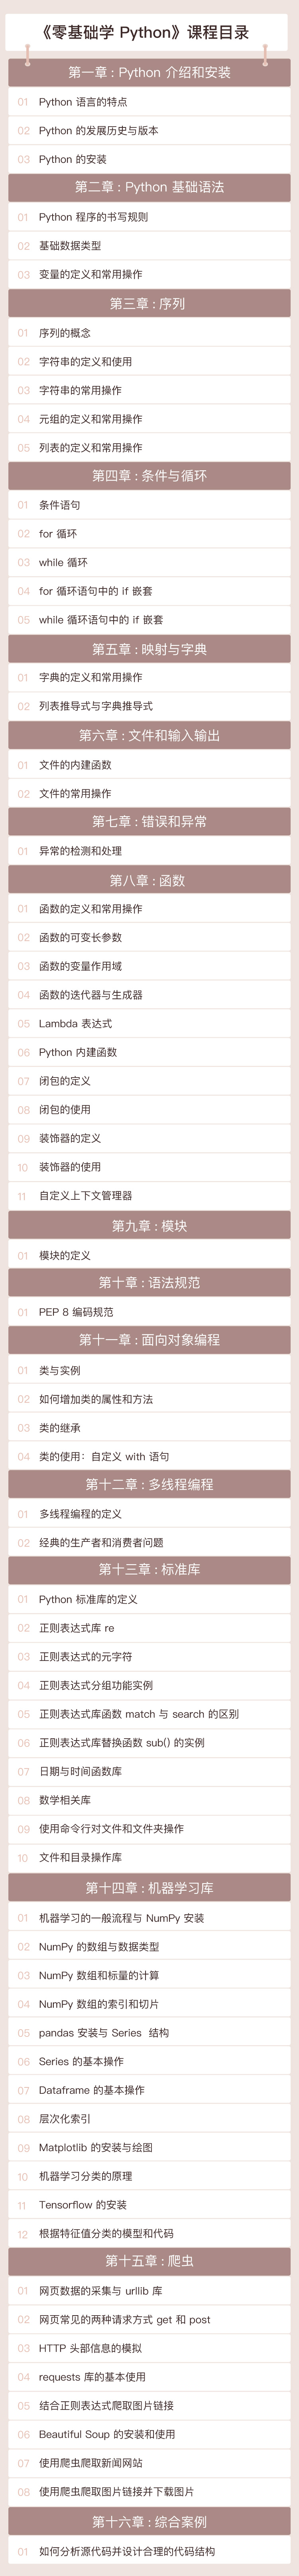 《零基础学 Python》课程目录
第一章：Python 介绍和安装
01 Python 语言的特点
02 Python 的发展历史与版本
03 Python 的安装
第二章：Python 基础语法
01 Python 程序的书写规则
02 基础数据类型
03 变量的定义和常用操作
第三章：序列
01 序列的概念
02 字符串的定义和使用
03 字符串的常用操作
04 元组的定义和常用操作
05 列表的定义和常用操作
第四章：条件与循环
01 条件语句
02 for 循环
03 while 循环
04 for 循环语句中的 if 嵌套
05 while 循环语句中的 if 嵌套
第五章：映射与字典
01 字典的定义和常用操作
02 列表推导式与字典推导式
第六章：文件和输入输出
01 文件的内建函数
02 文件的常用操作
第七章：错误和异常
01 异常的检测和处理
第八章：函数
01 函数的定义和常用操作
02 函数的可变长参数
03 函数的变量作用域
04 函数的迭代器与生成器
05 Lambda 表达式
06 Python 内建函数
07 闭包的定义
08 闭包的使用
09 装饰器的定义
10 装饰器的使用
11 自定义上下文管理器
第九章：模块
01 模块的定义
第十章：语法规范
01 PEP 8 编码规范
第十一章：面向对象编程
01 类与实例
02 如何增加类的属性和方法
03 类的继承
04 类的使用：自定义 with 语句
第十二章：多线程编程
01 多线程编程的定义
02 经典的生产者和消费者问题
第十三章：标准库
01 Python 标准库的定义
02 正则表达式库 re
03 正则表达式的元字符
04 正则表达式分组功能实例
05 正则表达式库函数 match 与 search 的区别
06 正则表达式库替换函数 sub() 的实例
07 日期与时间函数库
08 数学相关库
09 使用命令行对文件和文件夹操作
10 文件和目录操作库
第十四章：机器学习库
01 机器学习的一般流程与 NumPy 安装
02 NumPy 的数组与数据类型
03 NumPy 数组和标量的计算
04 NumPy 数组的索引和切片
05 pandas 安装与 Series 结构
06 Series 的基本操作
07 Dataframe 的基本操作
08 层次化索引
09 Matplotlib 的安装与绘图
10 机器学习分类的原理
11 Tensorflow 的安装
12 根据特征值分类的模型和代码
第十五章：爬虫
01 网页数据的采集与 urllib 库
02 网页常见的两种请求方式 get 和 post
03 HTTP 头部信息的模拟
04 requests 库的基本使用
05 结合正则表达式爬取图片链接
06 Beautiful Soup 的安装和使用
07 使用爬虫爬取新闻网站
08 使用爬虫爬取图片链接并下载图片
第十六章：综合案例
01 如何分析源代码并设计合理的代码结构